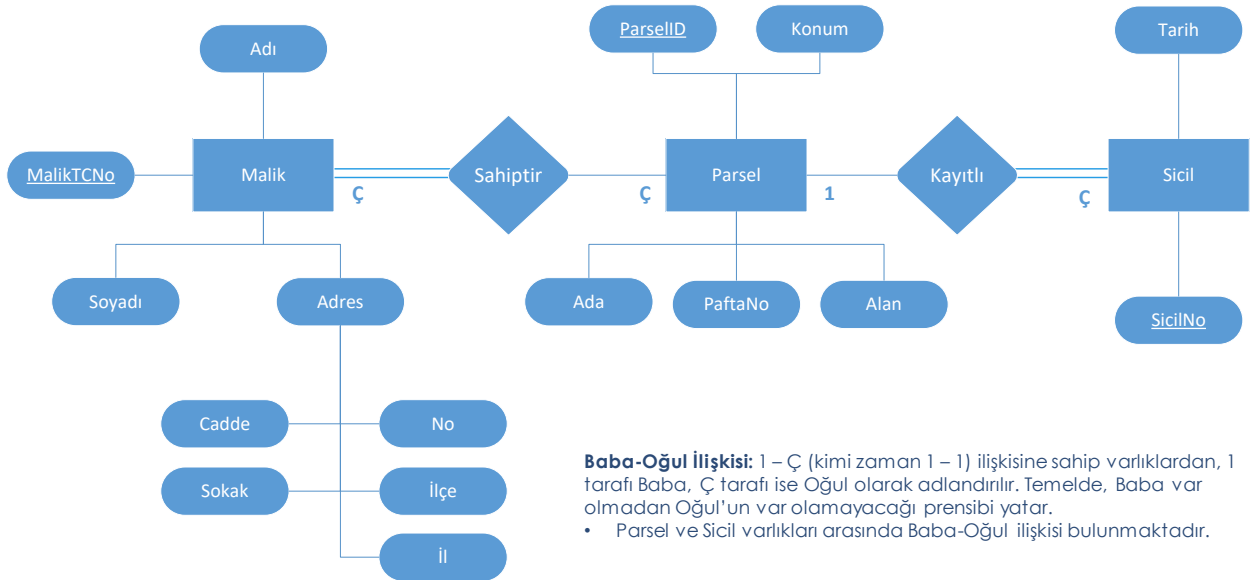 ParselID
Konum
Tarih
Adı
MalikTCNo
Malik
Ç
Sahiptir
Ç
Parsel
1
Kayıtlı
Ç
Sicil
Soyadı
Adres
Ada
PaftaNo
Alan
SicilNo
Cadde
No
Sokak
İlçe
İl
Baba-Oğul İlişkisi: 1 – Ç (kimi zaman 1 – 1) ilişkisine sahip varlıklardan, 1
tarafı Baba, Ç tarafı ise Oğul olarak adlandırılır. Temelde, Baba var
olmadan Oğul’un var olamayacağı prensibi yatar.
• Parsel ve Sicil varlıkları arasında Baba-Oğul ilişkisi bulunmaktadır.